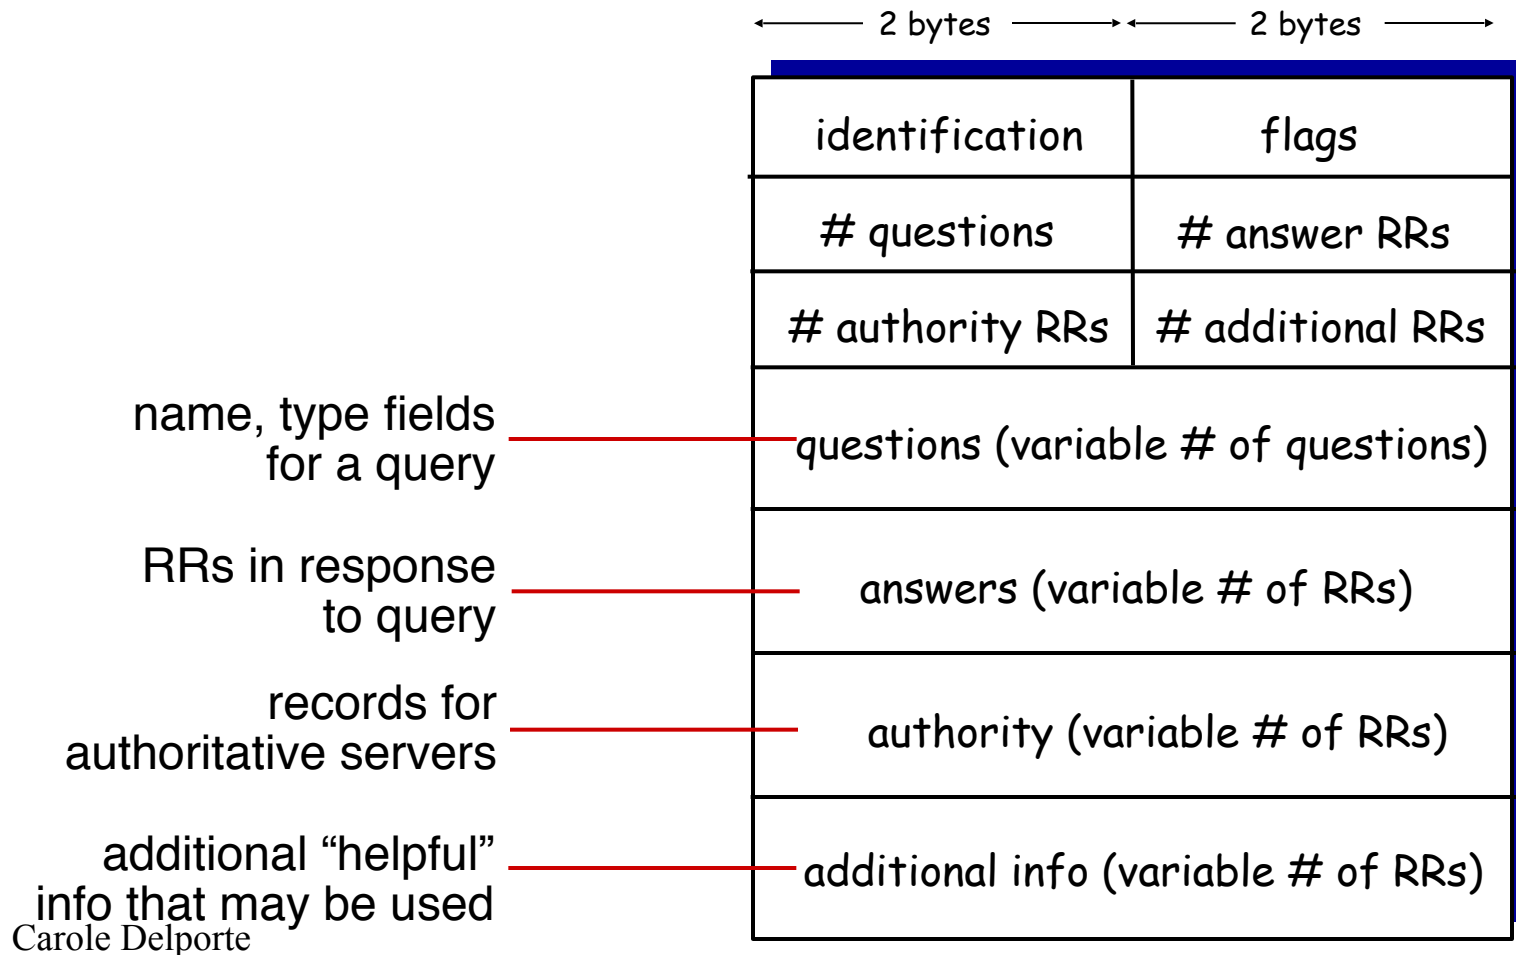 2 bytes 2 bytes
identification flags
# questions # answer RRs
# authority RRs # additional RRs
name, type fields
for a query
questions (variable # of questions)
RRs in response
to query
answers (variable # of RRs)
records for
authoritative servers
authority (variable # of RRs)
additional “helpful”
info that may be used
additional info (variable # of RRs)
Carole Delporte